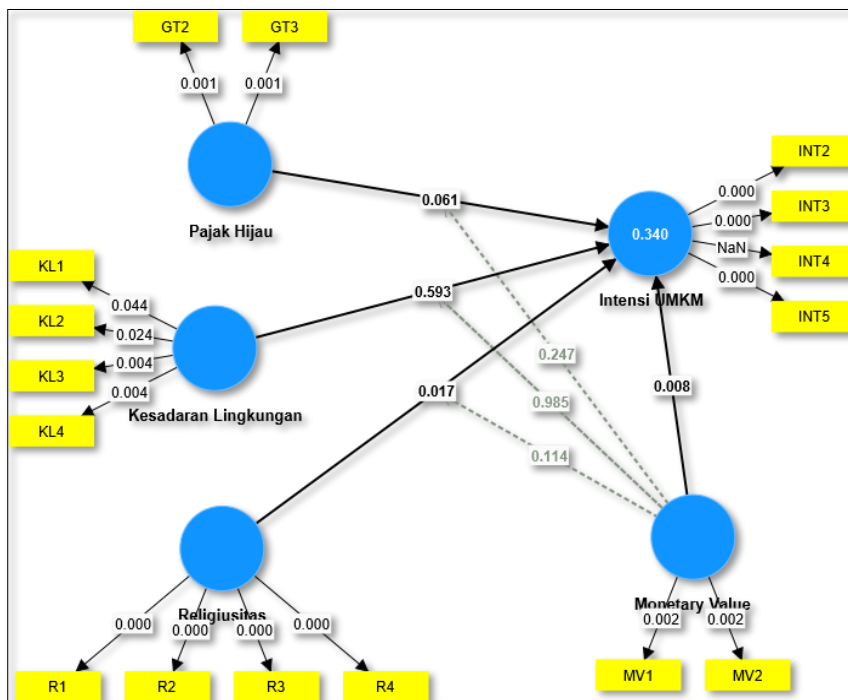 GT2 GT3
0.001 0.001
Pajak Hijau
INT2
INT3
INT4
INT5
0.000
0.000
NaN
0.000
0.340
Intensi UMKM
0.061
0.593
0.017
0.247
0.985
0.114
0.008
KL1
KL2
KL3
KL4
0.044
0.024
0.004
0.004
Kesadaran Lingkungan
Religiusitas
0.000 0.000 0.000 0.000
R1 R2 R3 R4
Monetary Value
0.002 0.002
MV1 MV2